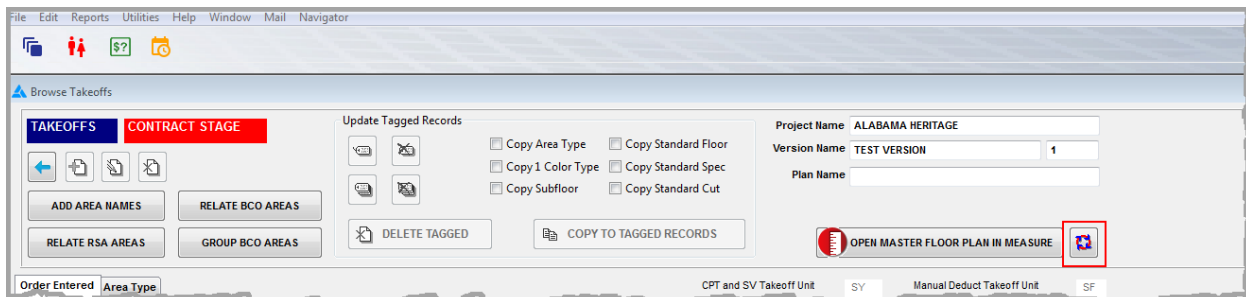 File Edit Reports Utilities Help Window Mail Navigator
$?
Browse Takeoffs
TAKEOFFS CONTRACT STAGE
Update Tagged Records
Copy Area Type Copy Standard Floor
Copy 1 Color Type Copy Standard Spec
Copy Subfloor Copy Standard Cut
Project Name ALABAMA HERITAGE
Version Name TEST VERSION 1
Plan Name
ADD AREA NAMES RELATE BCO AREAS
RELATE RSA AREAS GROUP BCO AREAS
DELETE TAGGED COPY TO TAGGED RECORDS
OPEN MASTER FLOOR PLAN IN MEASURE
Order Entered Area Type
CPT and SV Takeoff Unit SY Manual Deduct Takeoff Unit SF